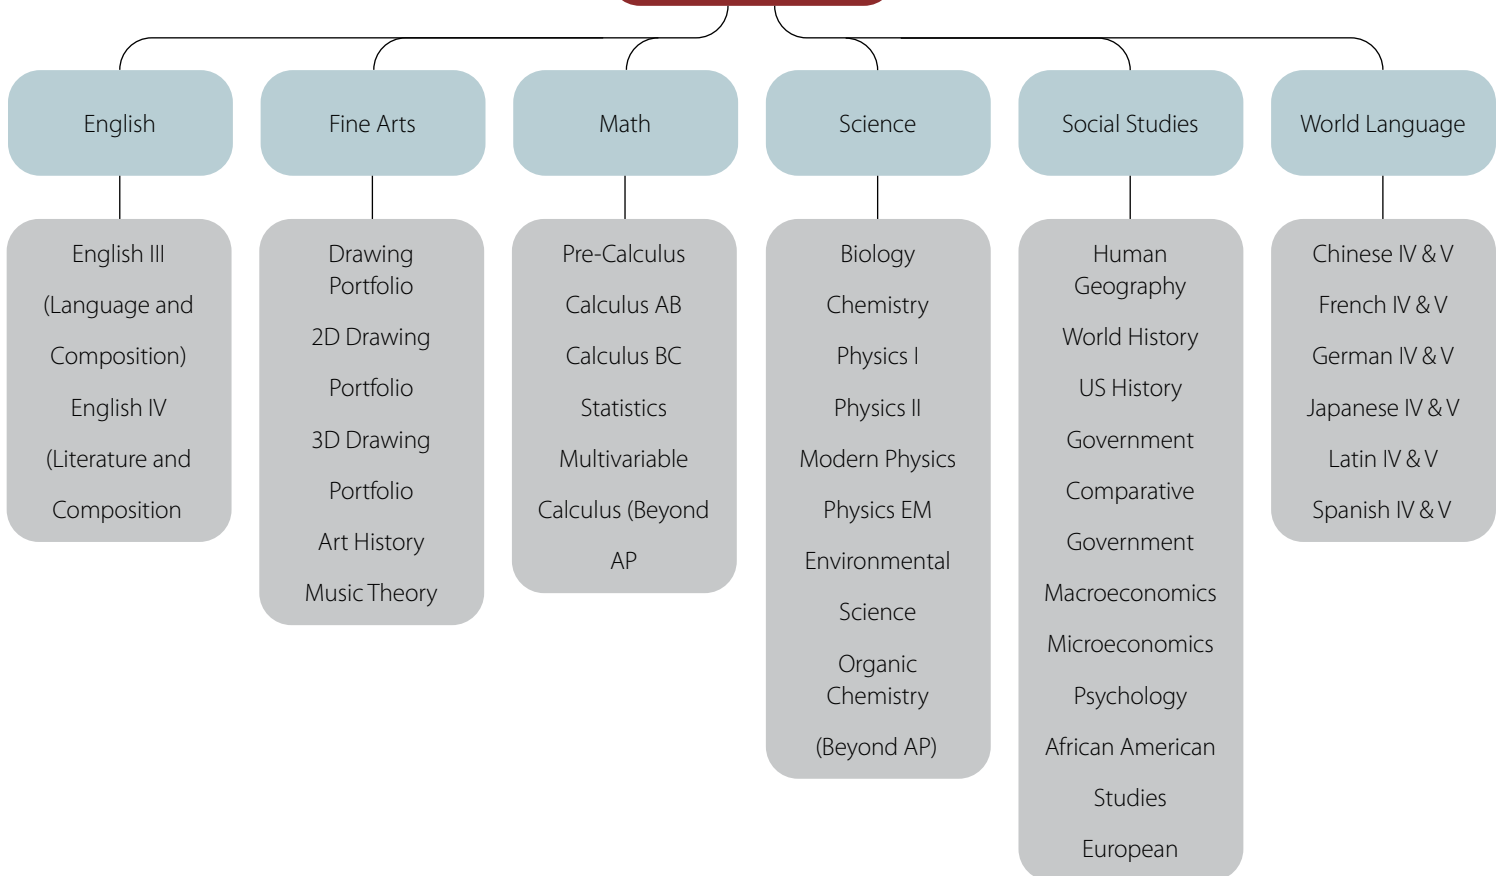 English
Fine Arts
Math
Science
Social Studies
World Language
English III
(Language and
Composition)
English IV
(Literature and
Composition
Drawing
Portfolio
2D Drawing
Portfolio
3D Drawing
Portfolio
Art History
Music Theory
Pre-Calculus
Calculus AB
Calculus BC
Statistics
Multivariable
Calculus (Beyond
AP
Biology
Chemistry
Physics I
Physics II
Modern Physics
Physics EM
Environmental
Science
Organic
Chemistry
(Beyond AP)
Human
Geography
World History
US History
Government
Comparative
Government
Macroeconomics
Microeconomics
Psychology
African American
Studies
European
Chinese IV & V
French IV & V
German IV & V
Japanese IV & V
Latin IV & V
Spanish IV & V